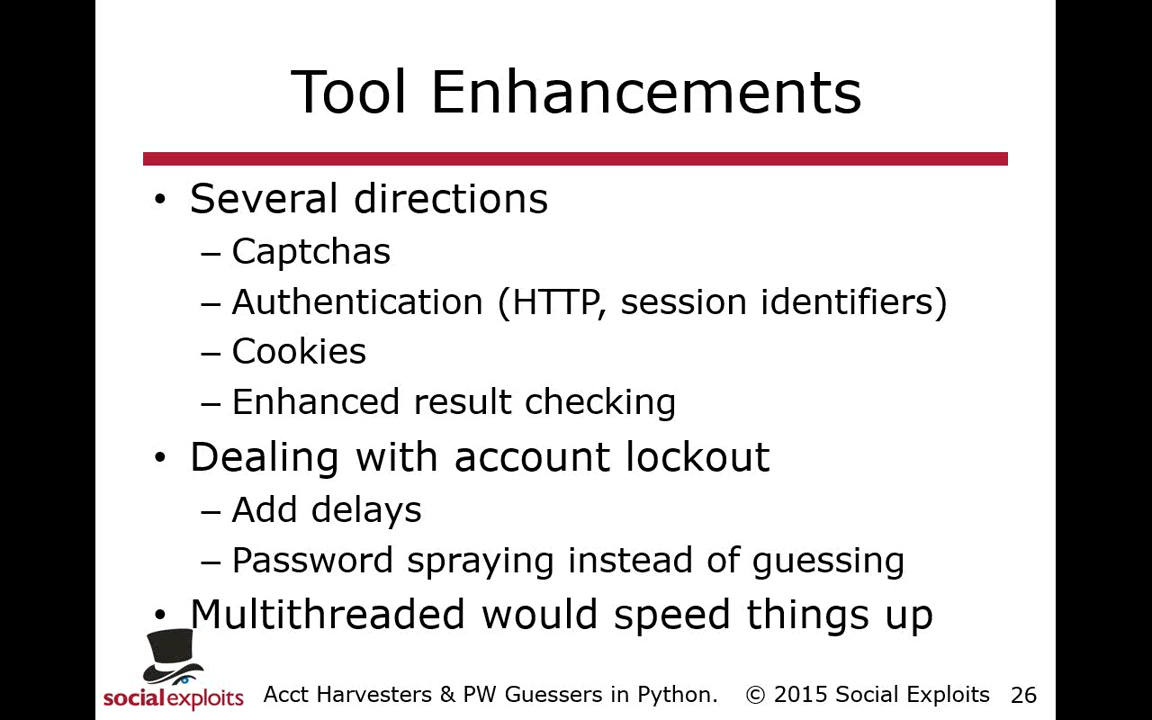 Tool Enhancements
• Several directions
– Captchas
– Authentication (HTTP, session identifiers)
– Cookies
– Enhanced result checking
• Dealing with account lockout
– Add delays
– Password spraying instead of guessing
• Multithreaded would speed things up
socialexploits
Acct Harvesters & PW Guessers in Python. © 2015 Social Exploits 26